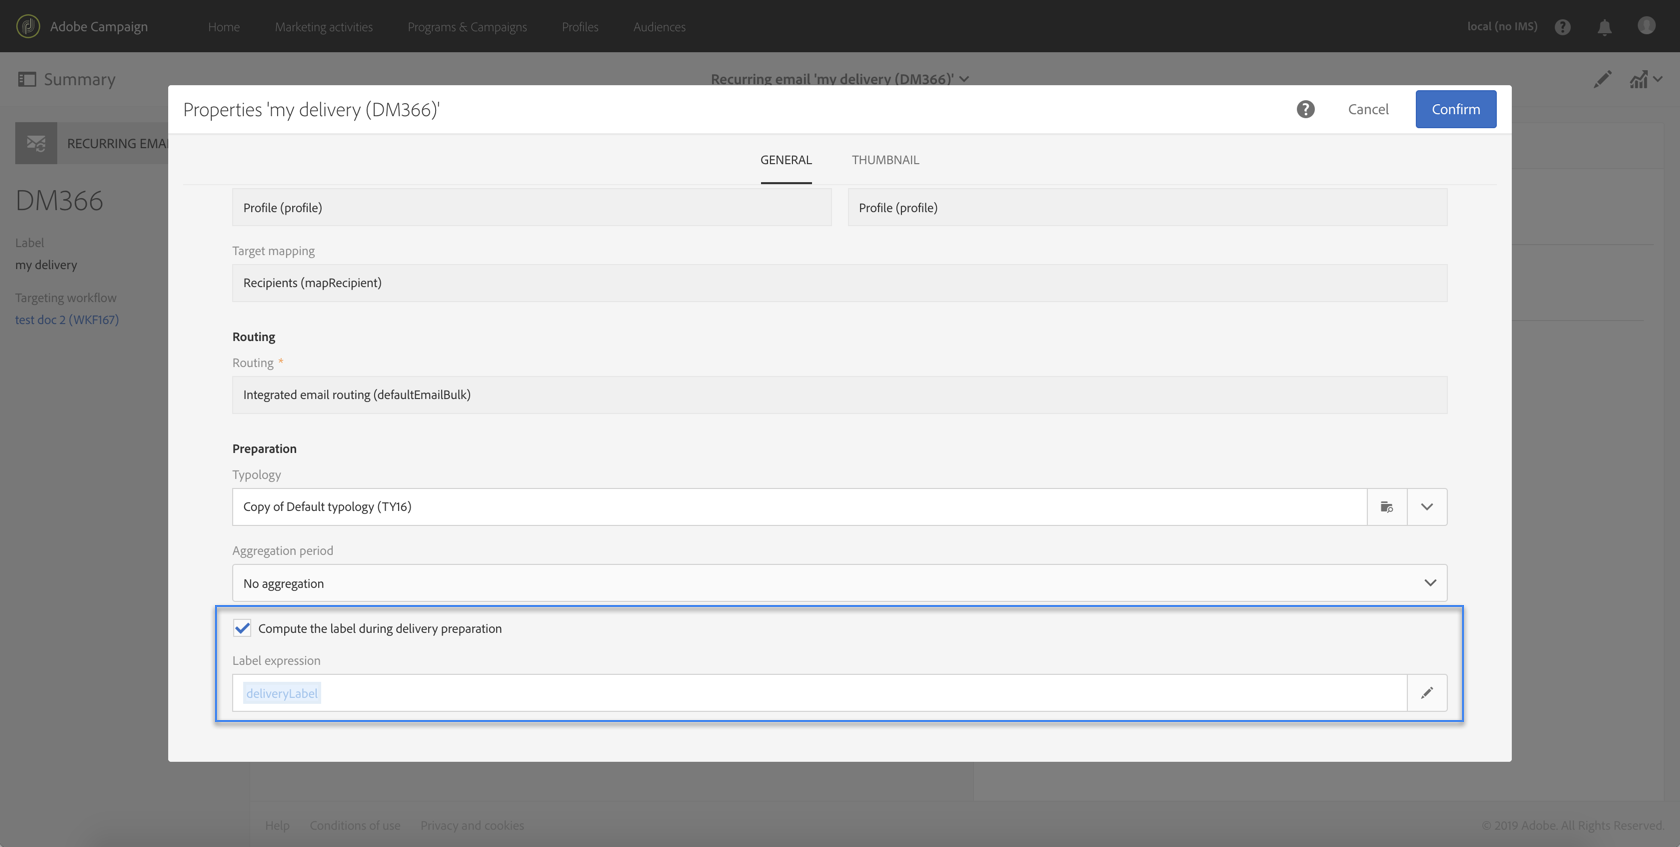 Adobe Campaign
Home
Marketing activities
Programs & Campaigns
Profiles
Audiences
local (no IMS)
Summary
Recurring email 'my delivery (DM366)'
Properties 'my delivery (DM366)'
Cancel
Confirm
RECURRING EMA
DM366
Label
my delivery
Targeting workflow
test doc 2 (WKF167)
GENERAL
THUMBNAIL
Profile (profile)
Profile (profile)
Target mapping
Recipients (mapRecipient)
Routing
Routing *
Integrated email routing (defaultEmailBulk)
Preparation
Typology
Copy of Default typology (TY16)
Aggregation period
No aggregation
Compute the label during delivery preparation
Label expression
deliveryLabel
Help
Conditions of use
Privacy and cookies
© 2019 Adobe. All Rights Reserved.